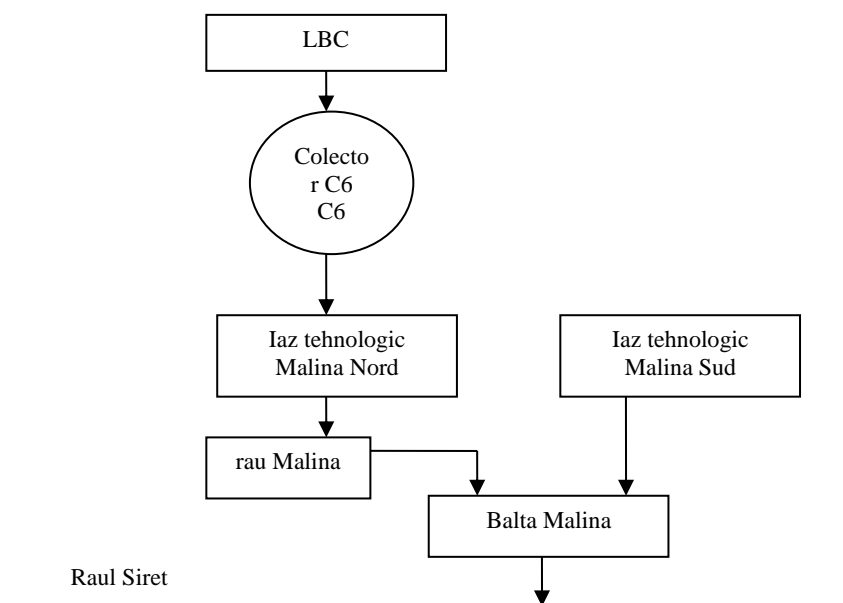 LBC
Colecto
r C6
C6
Iaz tehnologic
Malina Nord
Iaz tehnologic
Malina Sud
rau Malina
Balta Malina
Raul Siret